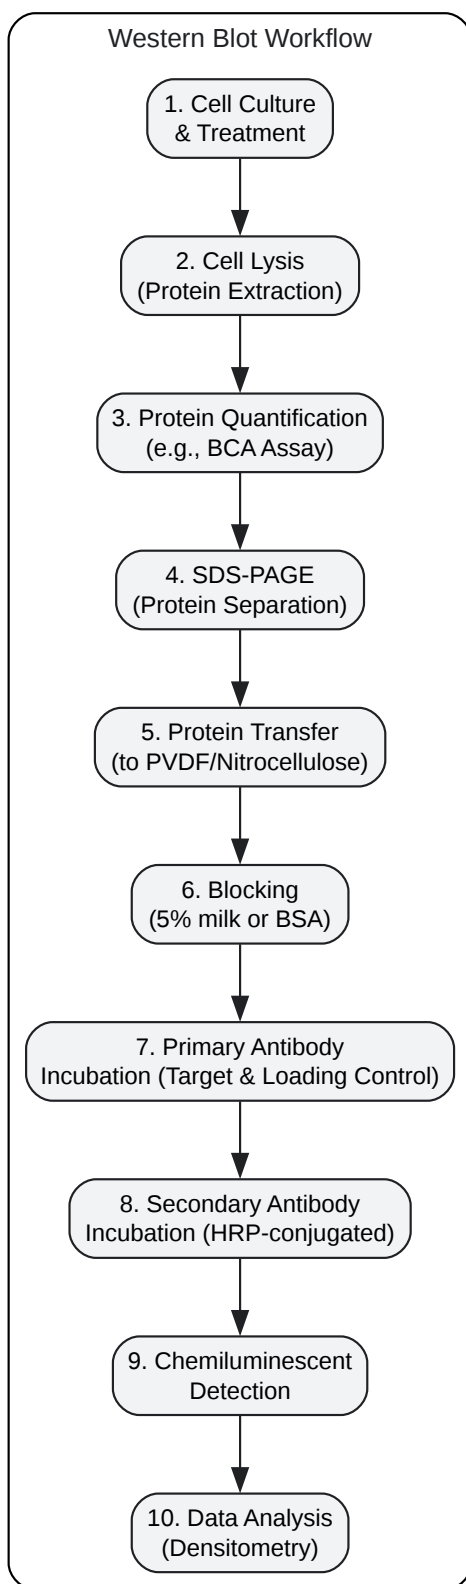 Western Blot Workflow
1. Cell Culture
& Treatment
2. Cell Lysis
(Protein Extraction)
3. Protein Quantification
(e.g., BCA Assay)
4. SDS-PAGE
(Protein Separation)
5. Protein Transfer
(to PVDF/Nitrocellulose)
6. Blocking
(5% milk or BSA)
7. Primary Antibody
Incubation (Target & Loading Control)
8. Secondary Antibody
Incubation (HRP-conjugated)
9. Chemiluminescent
Detection
10. Data Analysis
(Densitometry)